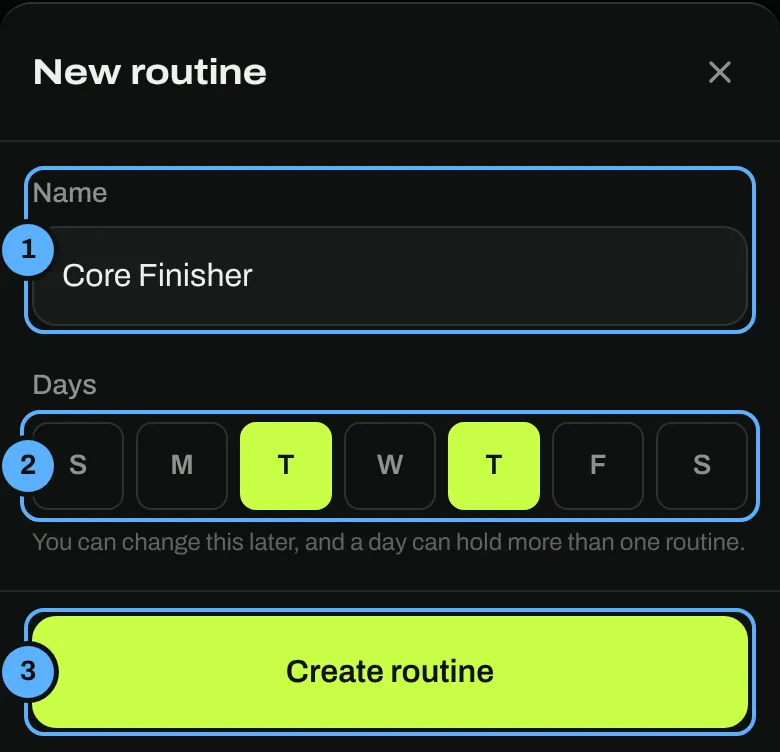 New routine
Name
1
Core Finisher
Days
2 S M T W T F S
You can change this later, and a day can hold more than one routine.
3 Create routine